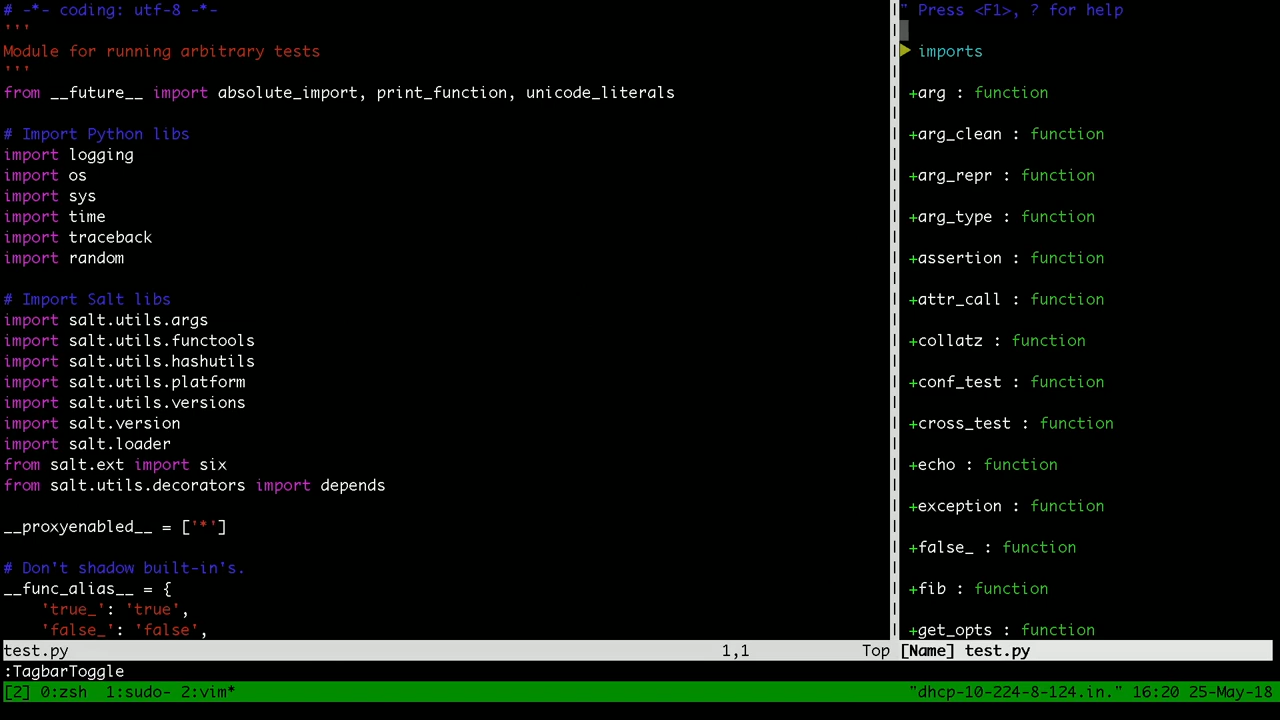 # -*- coding: utf-8 -*-
'''
Module for running arbitrary tests
'''
from __future__ import absolute_import, print_function, unicode_literals
# Import Python libs
import logging
import os
import sys
import time
import traceback
import random
# Import Salt libs
import salt.utils.args
import salt.utils.functools
import salt.utils.hashutils
import salt.utils.platform
import salt.utils.versions
import salt.version
import salt.loader
from salt.ext import six
from salt.utils.decorators import depends
__proxyenabled__ = ['*']
# Don't shadow built-in's.
__func_alias__ = {
    'true_': 'true',
    'false_': 'false',
" Press <F1>, ? for help
▶ imports
+arg : function
+arg_clean : function
+arg_repr : function
+arg_type : function
+assertion : function
+attr_call : function
+collatz : function
+conf_test : function
+cross_test : function
+echo : function
+exception : function
+false_ : function
+fib : function
+get_opts : function
test.py 1,1 Top [Name] test.py
:TagbarToggle
[2] 0:zsh  1:sudo- 2:vim* "dhcp-10-224-8-124.in." 16:20 25-May-18